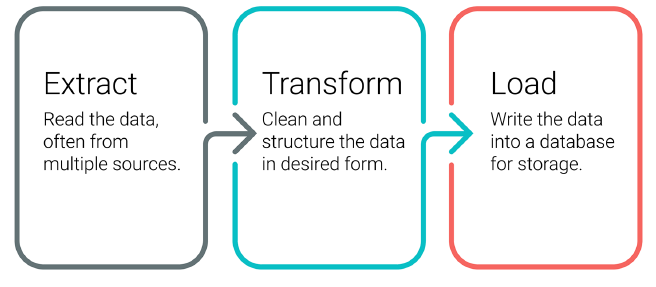 Extract
Read the data,
often from
multiple sources.
Transform
Clean and
structure the data
in desired form.
Load
Write the data
into a database
for storage.